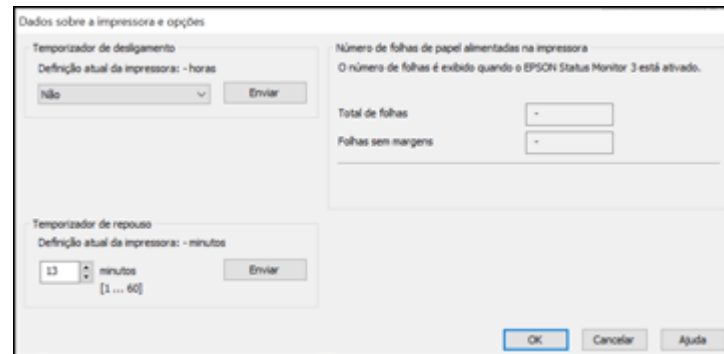 Dados sobre a impressora e opções
Temporizador de desligamento
Definição atual da impressora: - horas
Não
Enviar
Número de folhas de papel alimentadas na impressora
O número de folhas é exibido quando o EPSON Status Monitor 3 está ativado.
Total de folhas
-
Folhas sem margens
-
Temporizador de repouso
Definição atual da impressora: - minutos
13
minutos
Enviar
[1 ... 60]
OK
Cancelar
Ajuda